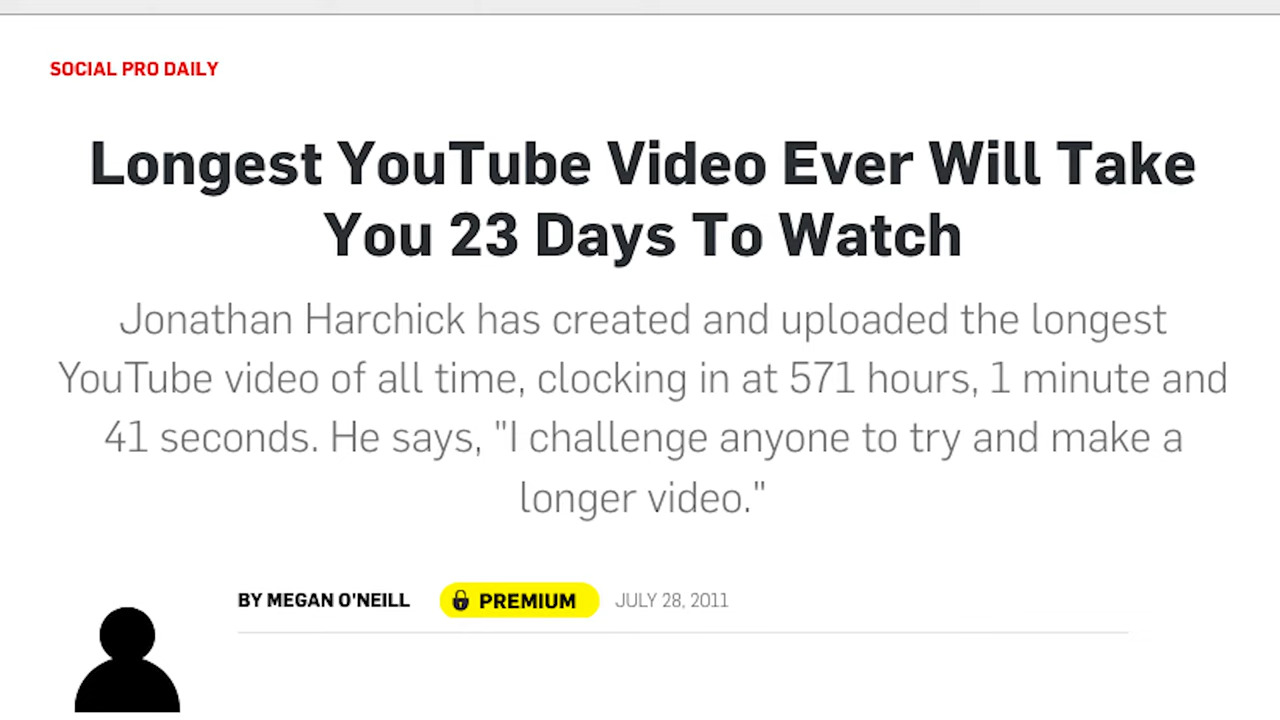 SOCIAL PRO DAILY
Longest YouTube Video Ever Will Take
You 23 Days To Watch
Jonathan Harchick has created and uploaded the longest
YouTube video of all time, clocking in at 571 hours, 1 minute and
41 seconds. He says, "I challenge anyone to try and make a
longer video."
BY MEGAN O'NEILL PREMIUM JULY 28, 2011